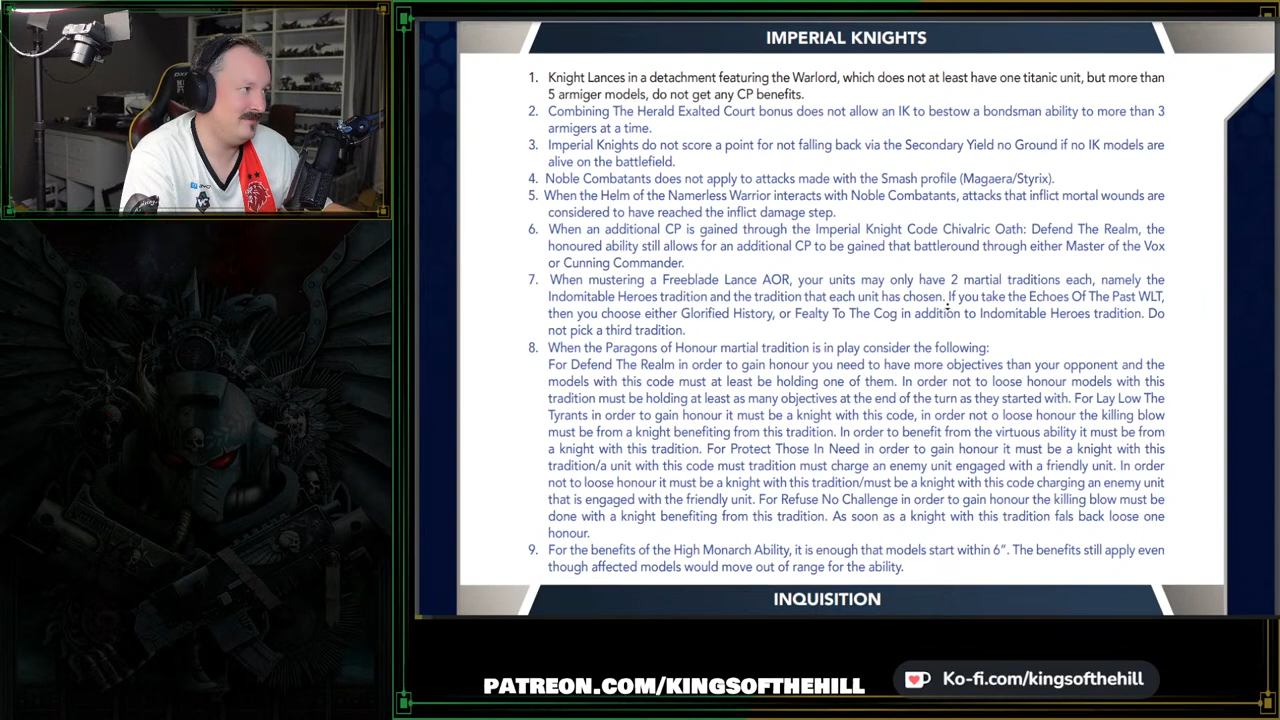 IMPERIAL KNIGHTS
1. Knight Lances in a detachment featuring the Warlord, which does not at least have one titanic unit, but more than
5 armiger models, do not get any CP benefits.
2. Combining The Herald Exalted Court bonus does not allow an IK to bestow a bondsman ability to more than 3
armigers at a time.
3. Imperial Knights do not score a point for not falling back via the Secondary Yield no Ground if no IK models are
alive on the battlefield.
4. Noble Combatants does not apply to attacks made with the Smash profile (Magaera/Styrix).
5. When the Helm of the Nameless Warrior interacts with Noble Combatants, attacks that inflict mortal wounds are
considered to have reached the inflict damage step.
6. When an additional CP is gained through the Imperial Knight Code Chivalric Oath: Defend The Realm, the
honoured ability still allows for an additional CP to be gained that battleround through either Master of the Vox
or Cunning Commander.
7. When mustering a Freeblade Lance AOR, your units may only have 2 martial traditions each, namely the
Indomitable Heroes tradition and the tradition that each unit has chosen. If you take the Echoes Of The Past WLT,
then you choose either Glorified History, or Fealty To The Cog in addition to Indomitable Heroes tradition. Do
not pick a third tradition.
8. When the Paragons of Honour martial tradition is in play consider the following:
For Defend The Realm in order to gain honour you need to have more objectives than your opponent and the
models with this code must at least be holding one of them. In order not to loose honour models with this
tradition must be holding at least as many objectives at the end of the turn as they started with. For Lay Low The
Tyrants in order to gain honour it must be a knight with this code, in order not o loose honour the killing blow
must be from a knight benefiting from this tradition. In order to benefit from the virtuous ability it must be from
a knight with this tradition. For Protect Those In Need in order to gain honour it must be a knight with this
tradition/a unit with this code must tradition must charge an enemy unit engaged with a friendly unit. In order
not to loose honour it must be a knight with this tradition/must be a knight with this code charging an enemy unit
that is engaged with the friendly unit. For Refuse No Challenge in order to gain honour the killing blow must be
done with a knight benefiting from this tradition. As soon as a knight with this tradition fals back loose one
honour.
9. For the benefits of the High Monarch Ability, it is enough that models start within 6". The benefits still apply even
though affected models would move out of range for the ability.
INQUISITION
PATREON.COM/KINGSOFTHEHILL
Ko-fi.com/kingsofthehill